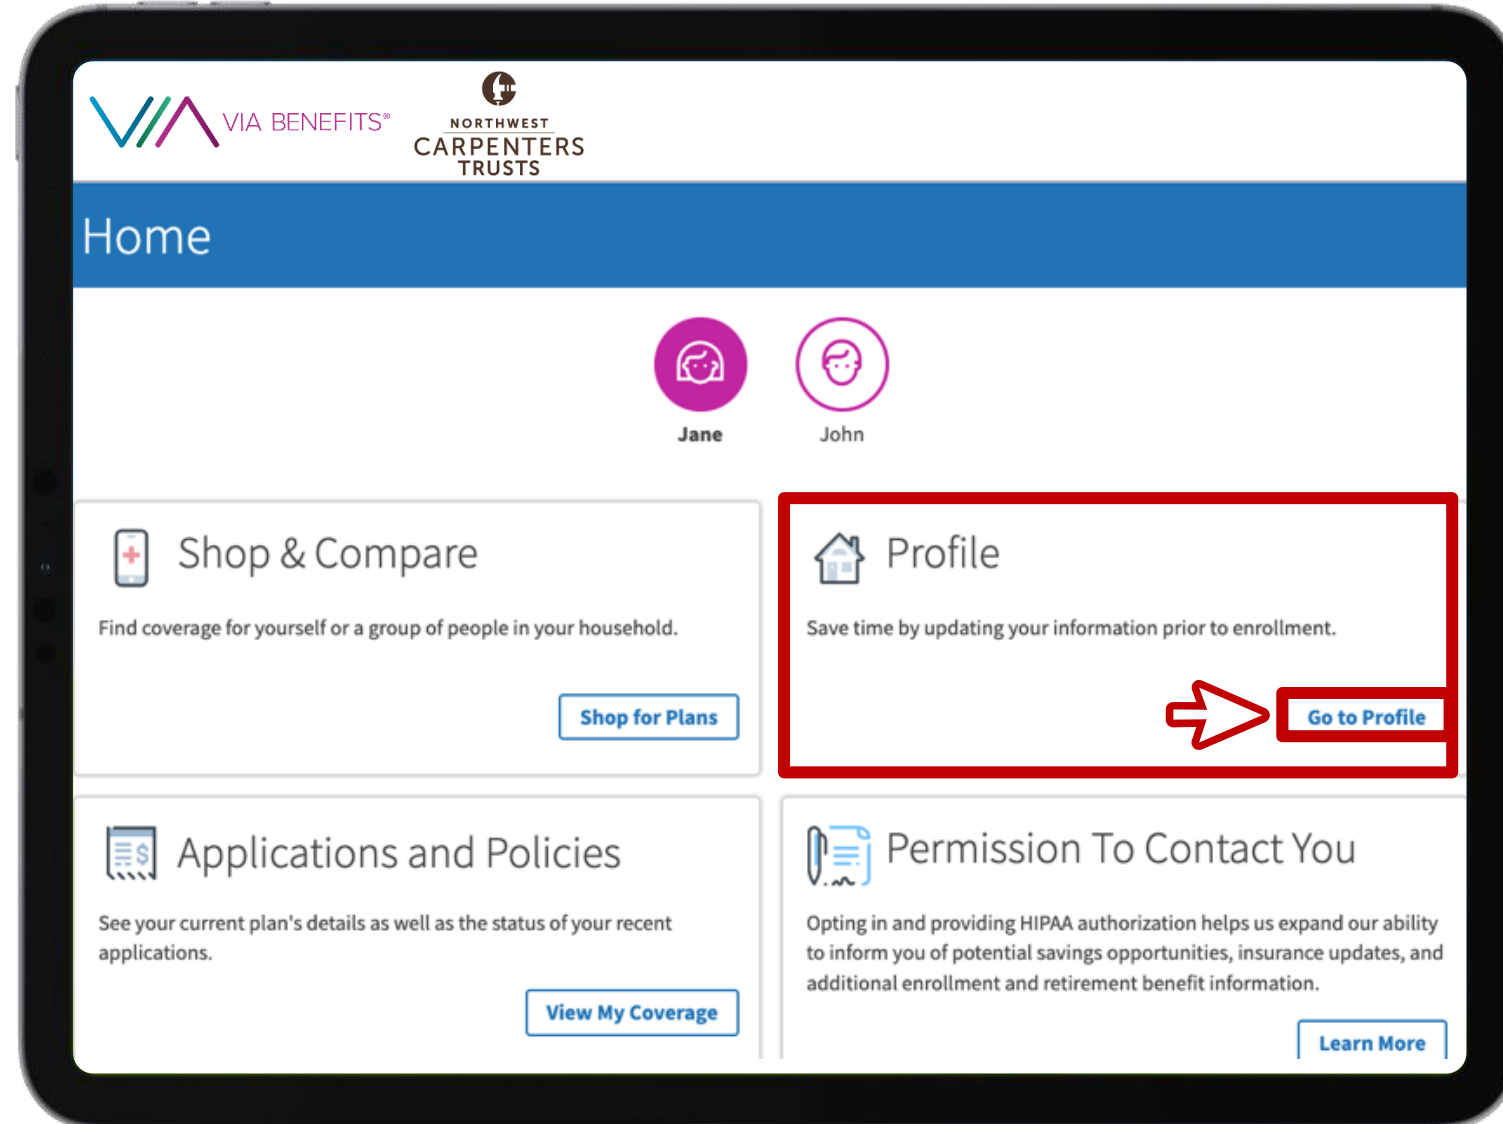 VIA BENEFITS®
NORTHWEST
CARPENTERS
TRUSTS
Home
Jane
John
Shop & Compare
Find coverage for yourself or a group of people in your household.
Shop for Plans
Profile
Save time by updating your information prior to enrollment.
Go to Profile
Applications and Policies
See your current plan's details as well as the status of your recent
applications.
View My Coverage
Permission To Contact You
Opting in and providing HIPAA authorization helps us expand our ability
to inform you of potential savings opportunities, insurance updates, and
additional enrollment and retirement benefit information.
Learn More